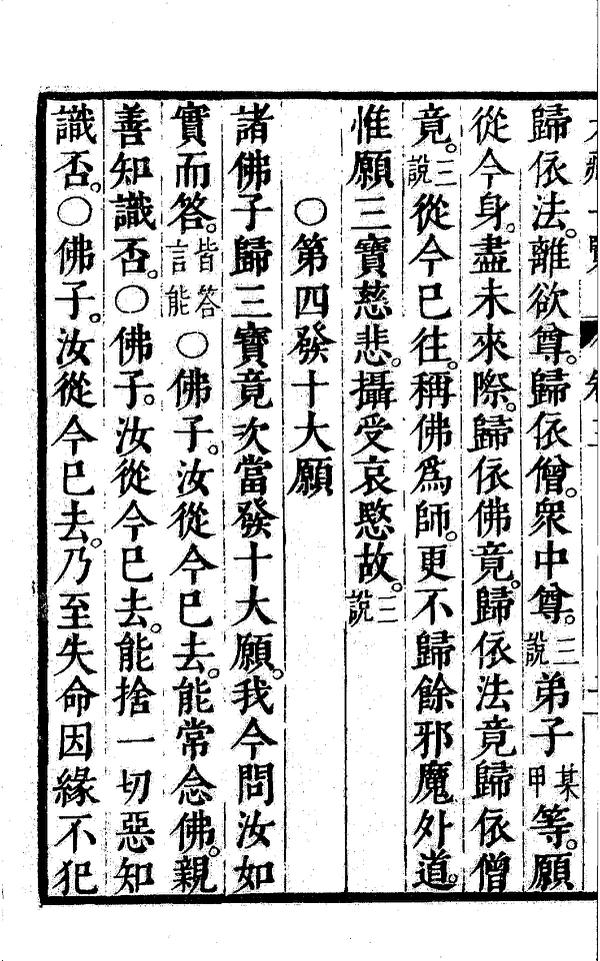 歸依法。離欲尊。歸依僧。衆中尊。三說弟子某甲等。願
從今身。盡未來際。歸依佛竟。歸依法竟歸依僧
竟。三說從今已往。稱佛爲師。更不歸餘邪魔外道。
惟願三寶慈悲。攝受哀愍故。三說
○第四發十大願
諸佛子歸三寶竟次當發十大願。我今問汝如
實而答。皆言答能○佛子。汝從今已去。能常念佛。親
善知識否。○佛子。汝從今已去。能捨一切惡知
識否。○佛子。汝從今已去。乃至失命因緣不犯